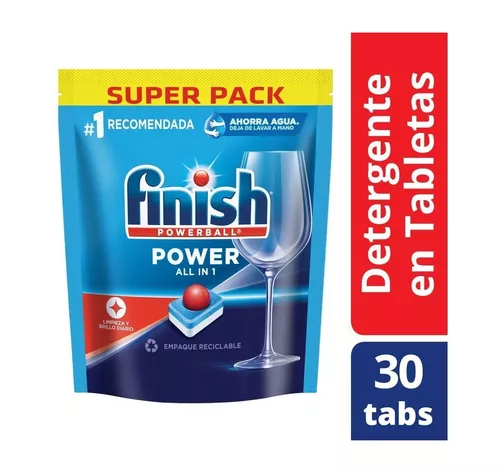 SUPER PACK
#1 RECOMENDADA
AHORRA AGUA.
DEJA DE LAVAR A MANO
finish
POWERBALL®
POWER
ALL IN 1
LIMPIEZA Y
BRILLO DIARIO
EMPAQUE RECICLABLE
Detergente
en Tabletas
30
tabs